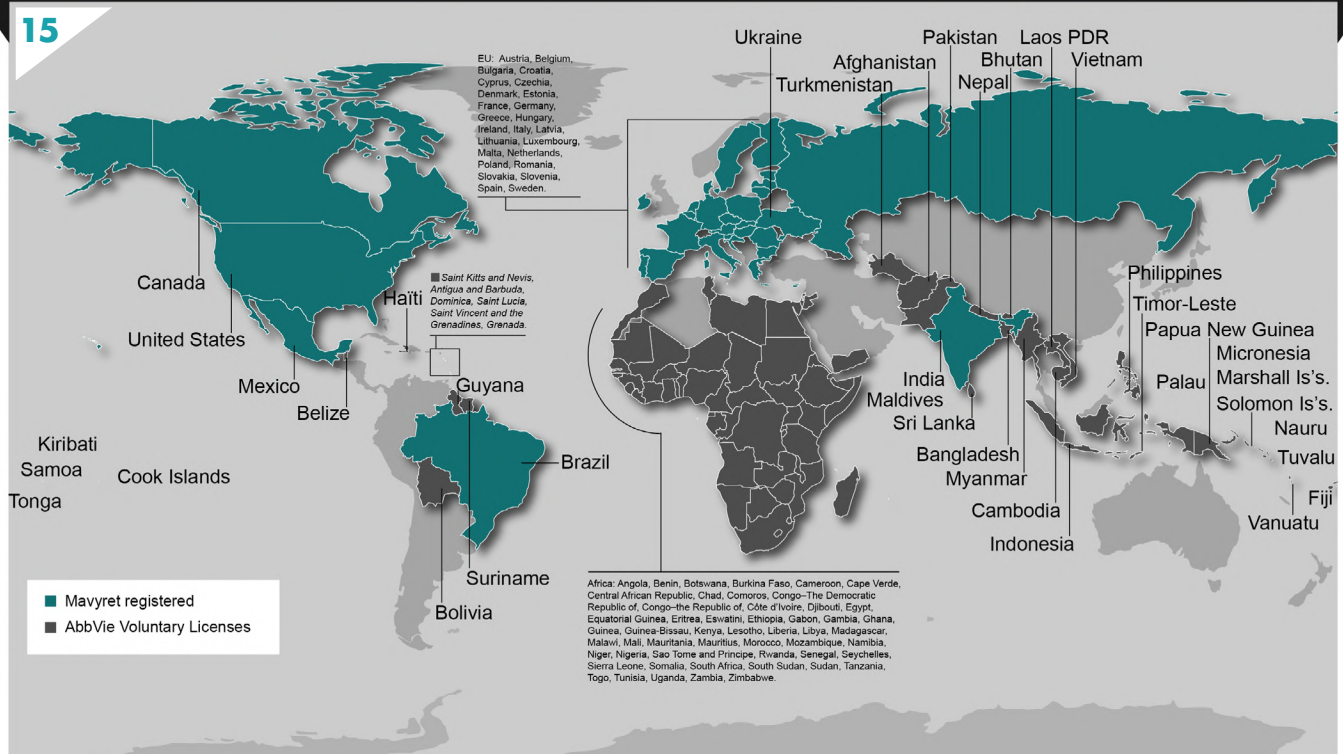 15
EU: Austria, Belgium,
Bulgaria, Croatia,
Cyprus, Czechia,
Denmark, Estonia,
France, Germany,
Greece, Hungary,
Ireland, Italy, Latvia,
Lithuania, Luxembourg,
Malta, Netherlands,
Poland, Romania,
Slovakia, Slovenia,
Spain, Sweden.
Ukraine
Pakistan
Laos PDR
Afghanistan
Bhutan
Vietnam
Turkmenistan
Nepal
Canada
United States
Mexico
Belize
Haïti
Saint Kitts and Nevis,
Antigua and Barbuda,
Dominica, Saint Lucia,
Saint Vincent and the
Grenadines, Grenada.
Guyana
Brazil
Suriname
Bolivia
Kiribati
Samoa
Cook Islands
Tonga
India
Maldives
Sri Lanka
Bangladesh
Myanmar
Cambodia
Indonesia
Philippines
Timor-Leste
Papua New Guinea
Micronesia
Palau
Marshall Is's.
Solomon Is's.
Nauru
Tuvalu
Fiji
Vanuatu
Mavyret registered
AbbVie Voluntary Licenses
Africa: Angola, Benin, Botswana, Burkina Faso, Cameroon, Cape Verde,
Central African Republic, Chad, Comoros, Congo–The Democratic
Republic of, Congo–the Republic of, Côte d'Ivoire, Djibouti, Egypt,
Equatorial Guinea, Eritrea, Eswatini, Ethiopia, Gabon, Gambia, Ghana,
Guinea, Guinea-Bissau, Kenya, Lesotho, Liberia, Libya, Madagascar,
Malawi, Mali, Mauritania, Mauritius, Morocco, Mozambique, Namibia,
Niger, Nigeria, Sao Tome and Principe, Rwanda, Senegal, Seychelles,
Sierra Leone, Somalia, South Africa, South Sudan, Sudan, Tanzania,
Togo, Tunisia, Uganda, Zambia, Zimbabwe.